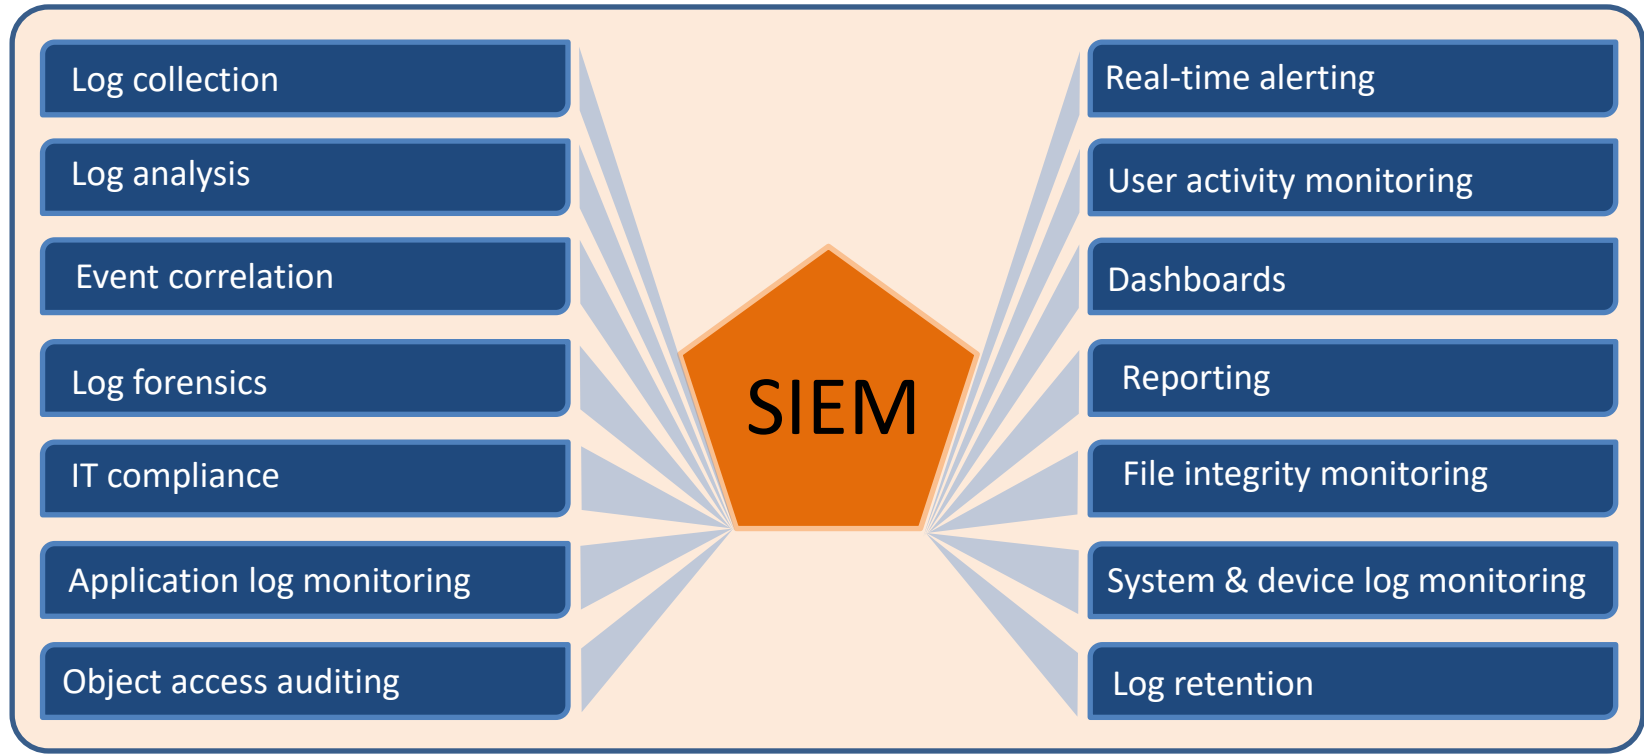 Log collection
Log analysis
Event correlation
Log forensics
IT compliance
Application log monitoring
Object access auditing
SIEM
Real-time alerting
User activity monitoring
Dashboards
Reporting
File integrity monitoring
System & device log monitoring
Log retention